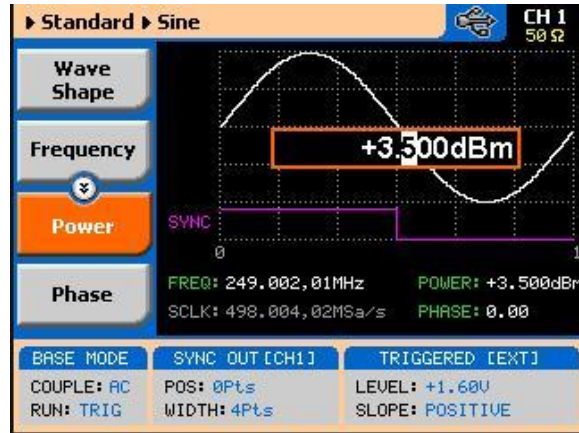 Standard Sine
CH 1
50 Ω
Wave
Shape
Frequency
Power
Phase
+3.500dBm
SYNC
0
1
FREQ: 249.002,01MHz
POWER: +3.500dBm
SCLK: 498.004,02MSa/s
PHASE: 0.00
BASE MODE
COUPLE: AC
RUN: TRIG
SYNC OUT [CH1]
POS: 0Pts
WIDTH: 4Pts
TRIGGERED [EXT]
LEVEL: +1.60V
SLOPE: POSITIVE